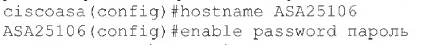 ciscoasa(config)#hostname ASA25106
ASA25106(config)#enable password пароль